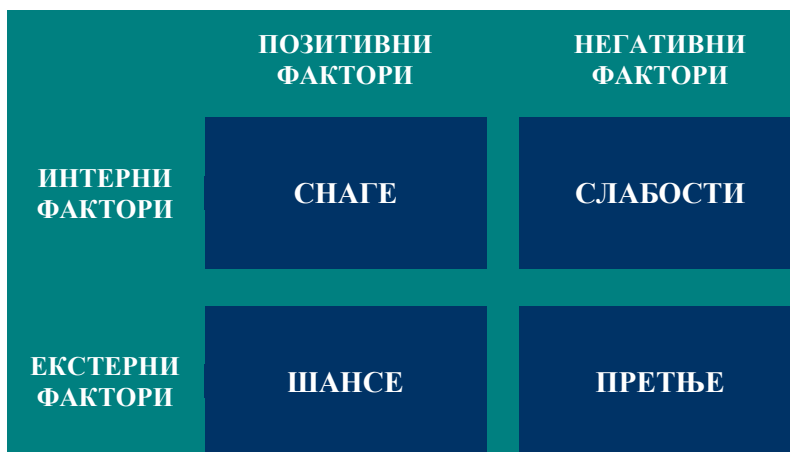 ПОЗИТИВНИ
ФАКТОРИ
НЕГАТИВНИ
ФАКТОРИ
ИНТЕРНИ
ФАКТОРИ
СНАГЕ
СЛАБОСТИ
ЕКСТЕРНИ
ФАКТОРИ
ШАНСЕ
ПРЕТЊЕ